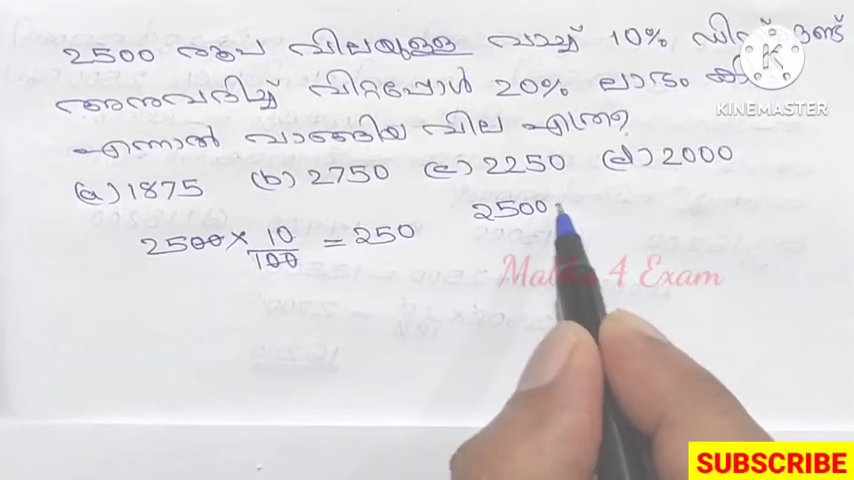 2500 രൂപ വിലയുള്ള വാച്ച് 10%
അനുവദിച്ച് വിറ്റപ്പോൾ 20% ലാഭം
എന്നാൽ വാങ്ങിയ വില എത്ര?
(a) 1875 (b) 2750 (c) 2250 (d) 2000
2500 × 10/100 = 250 2500
K
KINEMASTER
Maths 4 Exam
SUBSCRIBE